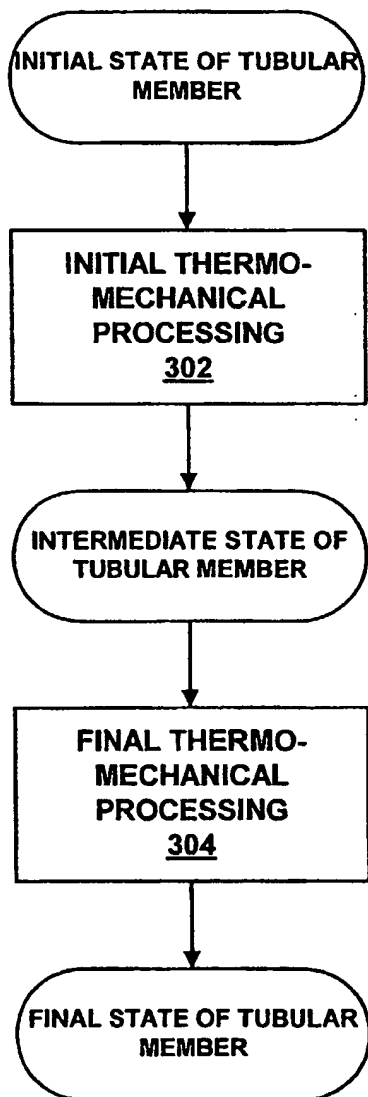 INITIAL STATE OF TUBULAR
MEMBER
INITIAL THERMO-
MECHANICAL
PROCESSING
302
INTERMEDIATE STATE OF
TUBULAR MEMBER
FINAL THERMO-
MECHANICAL
PROCESSING
304
FINAL STATE OF TUBULAR
MEMBER